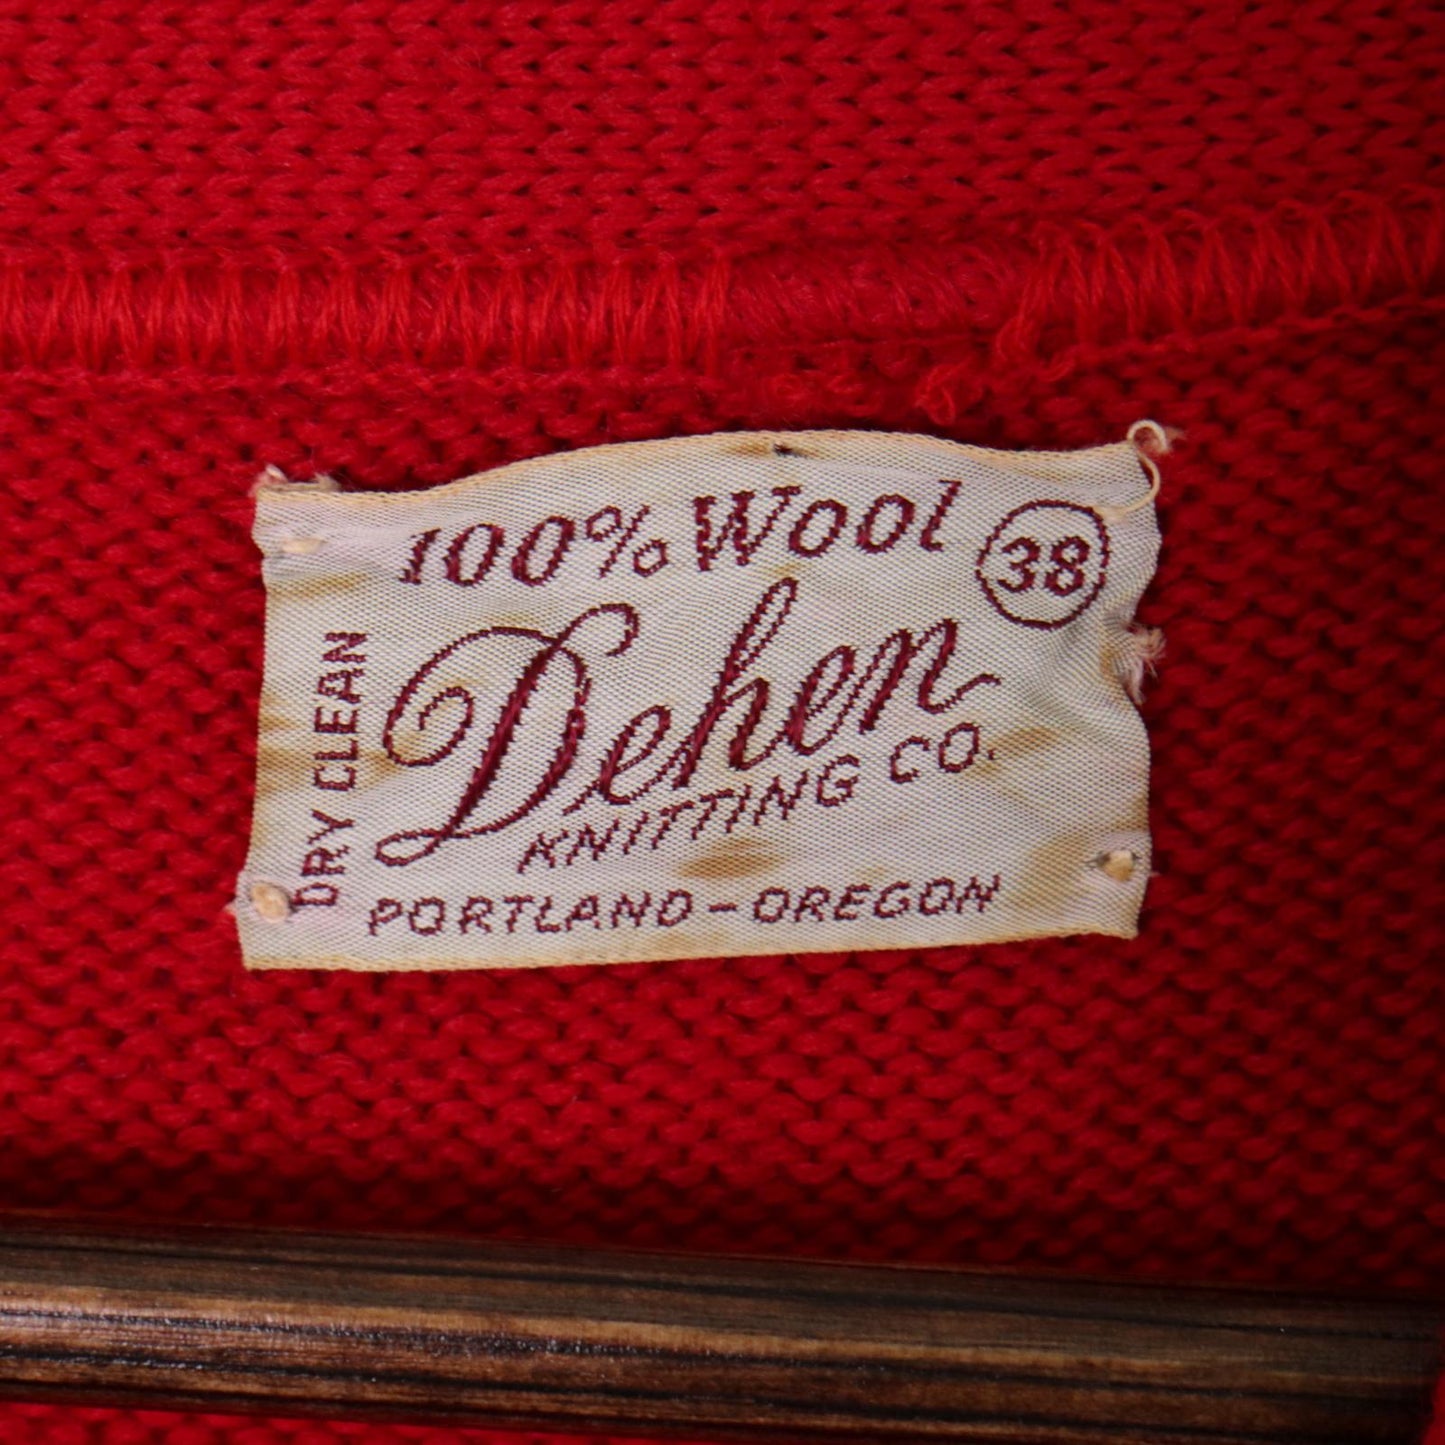 100% Wool
38
DRY CLEAN
Dehen
KNITTING CO.
PORTLAND - OREGON